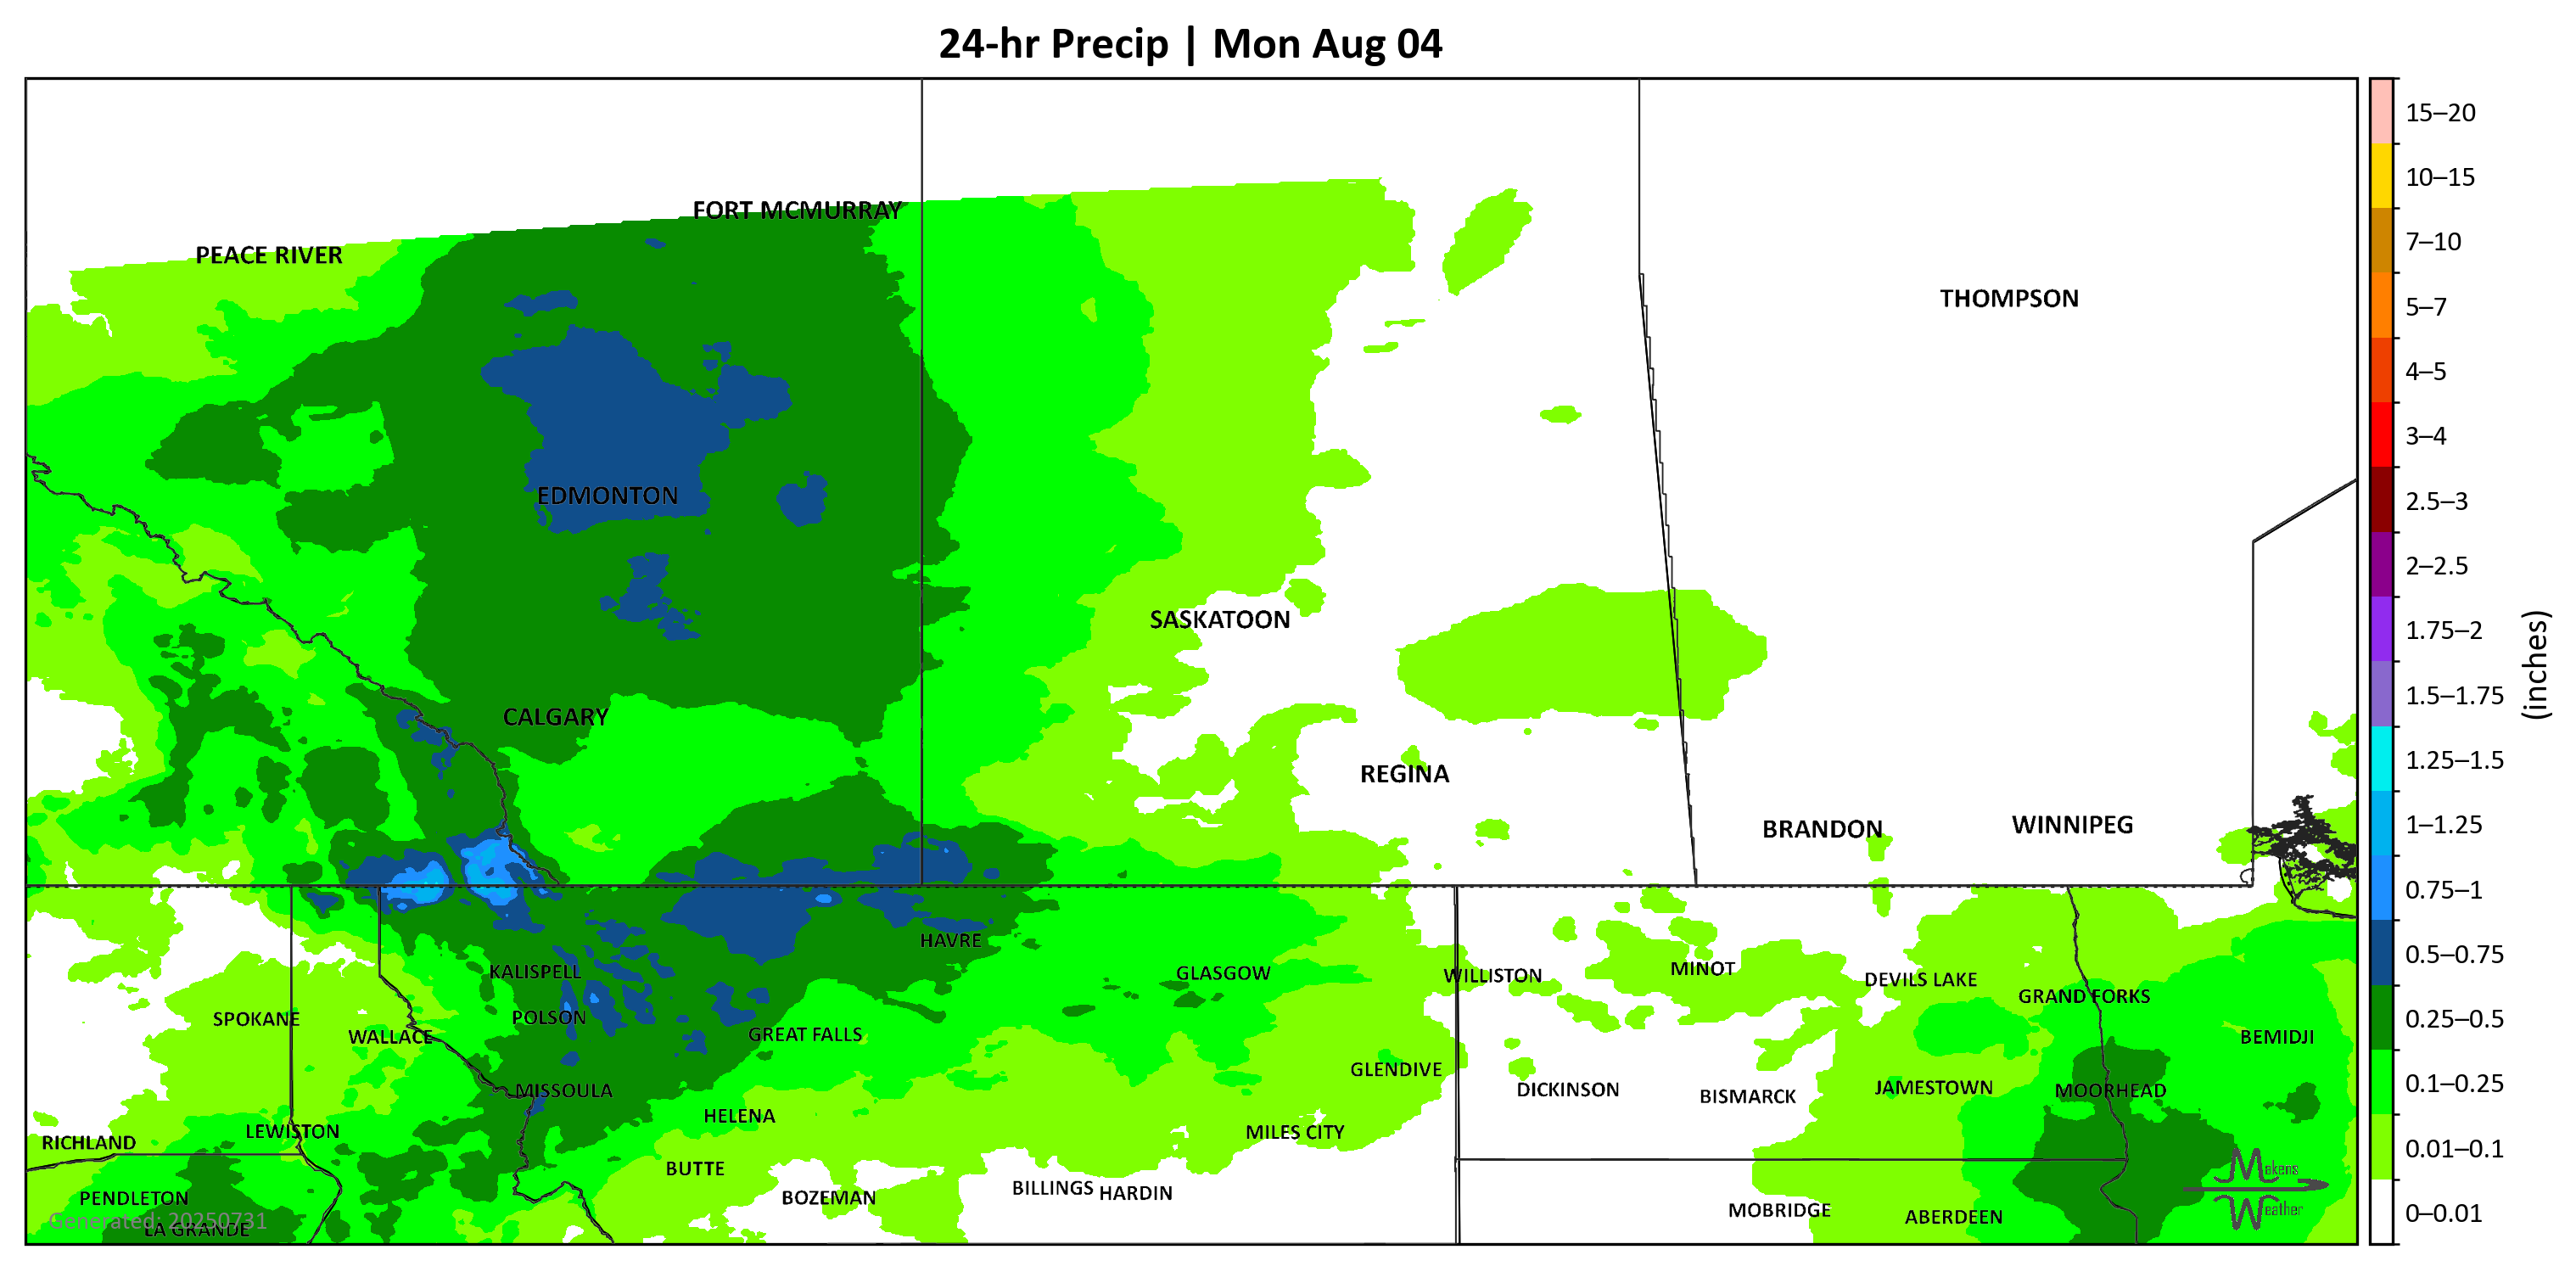 24-hr Precip | Mon Aug 04
FORT MCMURRAY
PEACE RIVER
THOMPSON
EDMONTON
SASKATOON
CALGARY
REGINA
BRANDON
WINNIPEG
HAVRE
KALISPELL
GLASGOW
WILLISTON
MINOT
DEVILS LAKE
GRAND FORKS
SPOKANE
POLSON
WALLACE
GREAT FALLS
BEMIDJI
GLENDIVE
MISSOULA
DICKINSON
BISMARCK
JAMESTOWN
MOORHEAD
HELENA
LEWISTON
MILES CITY
RICHLAND
BUTTE
PENDLETON
BOZEMAN
BILLINGS
HARDIN
MOBRIDGE
ABERDEEN
Generated: 20250731
LA GRANDE
Mekens
Weather
15–20
10–15
7–10
5–7
4–5
3–4
2.5–3
2–2.5
1.75–2
1.5–1.75
1.25–1.5
1–1.25
0.75–1
0.5–0.75
0.25–0.5
0.1–0.25
0.01–0.1
0–0.01
(inches)